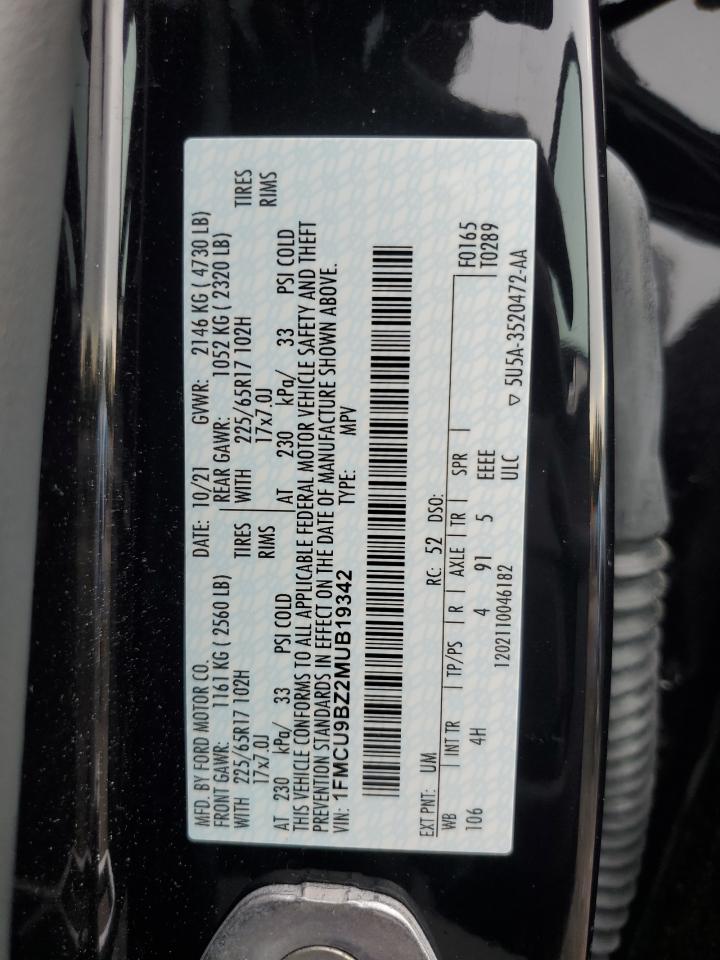 MFD. BY FORD MOTOR CO. DATE: 10/21 GVWR: 2146 KG ( 4730 LB)
FRONT GAWR: 1161 KG ( 2560 LB) REAR GAWR: 1052 KG ( 2320 LB)
WITH 225/65R17 102H TIRES WITH 225/65R17 102H TIRES
17x7.0J RIMS 17x7.0J RIMS
AT 230 kPa/ 33 PSI COLD AT 230 kPa/ 33 PSI COLD
THIS VEHICLE CONFORMS TO ALL APPLICABLE FEDERAL MOTOR VEHICLE SAFETY AND THEFT
PREVENTION STANDARDS IN EFFECT ON THE DATE OF MANUFACTURE SHOWN ABOVE.
VIN: 1FMCU9BZ2MUB19342 TYPE: MPV
EXT PNT: UM RC: 52 DSO:
WB INT TR TP/PS R AXLE TR SPR F0165
106 4H 4 91 5 EEEE T0289
1202110046182 ULC
▽ 5U5A-3520472-AA